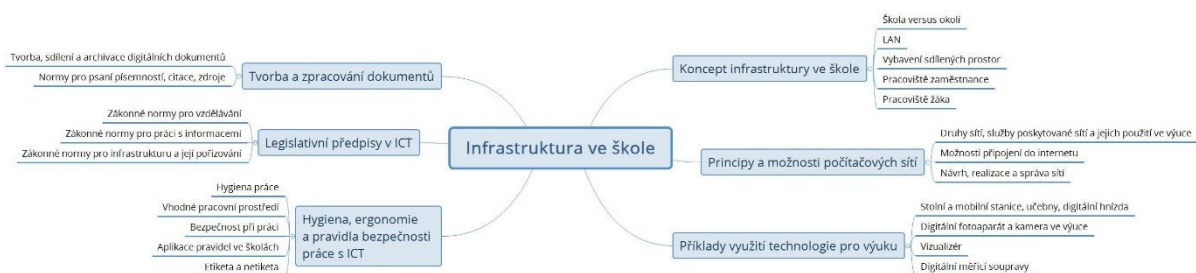 Infrastruktura ve škole
Koncept infrastruktury ve škole
Škola versus okolí
LAN
Vybavení sdílených prostor
Pracoviště zaměstnance
Pracoviště žáka
Principy a možnosti počítačových sítí
Druhy sítí, služby poskytované sítí a jejich použití ve výuce
Možnosti připojení do internetu
Návrh, realizace a správa sítí
Příklady využití technologie pro výuku
Stolní a mobilní stanice, učebny, digitální hnízda
Digitální fotoaparát a kamera ve výuce
Vizualizér
Digitální měřicí soupravy
Tvorba a zpracování dokumentů
Tvorba, sdílení a archivace digitálních dokumentů
Normy pro psaní písemností, citace, zdroje
Legislativní předpisy v ICT
Zákonné normy pro vzdělávání
Zákonné normy pro práci s informacemi
Zákonné normy pro infrastrukturu a její pořizování
Hygiena, ergonomie
a pravidla bezpečnosti
práce s ICT
Hygiena práce
Vhodné pracovní prostředí
Bezpečnost při práci
Aplikace pravidel ve školách
Etiketa a netiketa